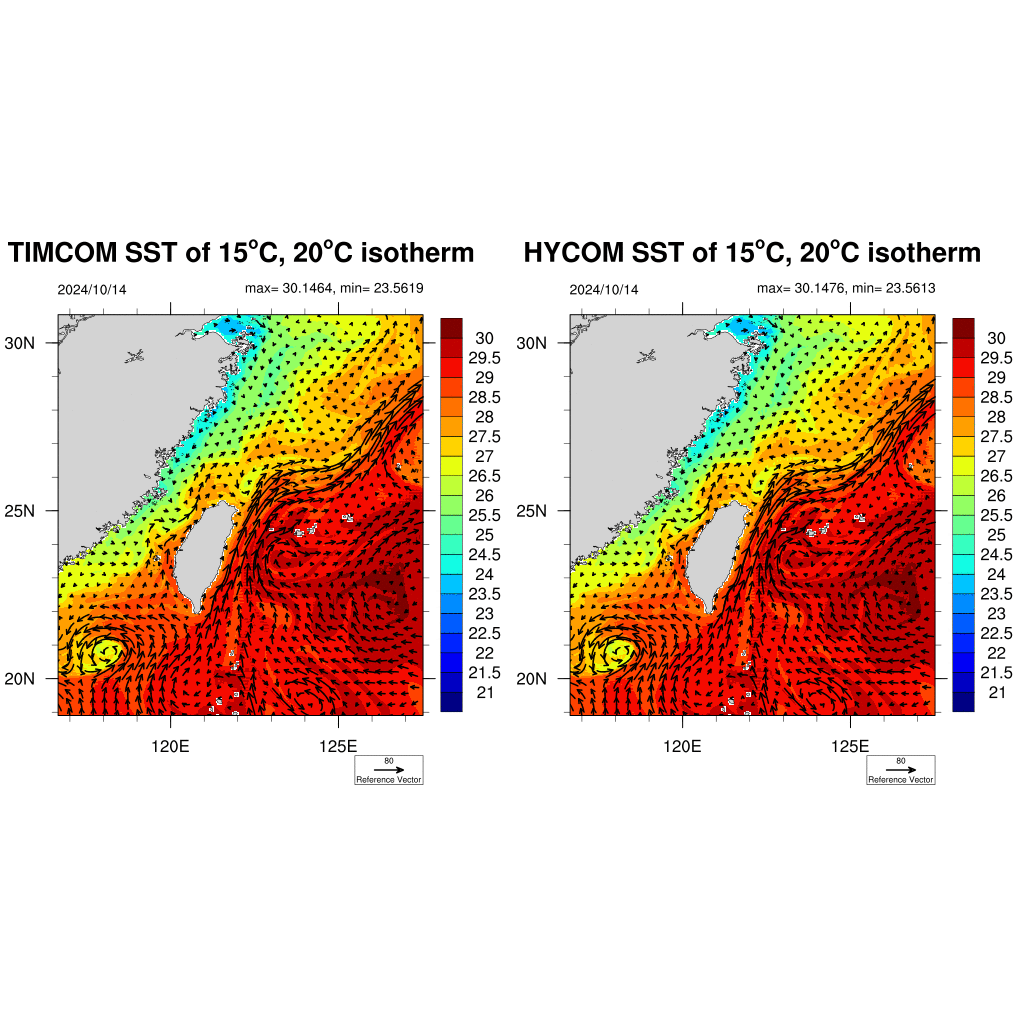 TIMCOM SST of 15°C, 20°C isotherm
2024/10/14
max= 30.1464, min= 23.5619
30N
25N
20N
120E
125E
30
29.5
29
28.5
28
27.5
27
26.5
26
25.5
25
24.5
24
23.5
23
22.5
22
21.5
21
80
Reference Vector
HYCOM SST of 15°C, 20°C isotherm
2024/10/14
max= 30.1476, min= 23.5613
30N
25N
20N
120E
125E
30
29.5
29
28.5
28
27.5
27
26.5
26
25.5
25
24.5
24
23.5
23
22.5
22
21.5
21
80
Reference Vector